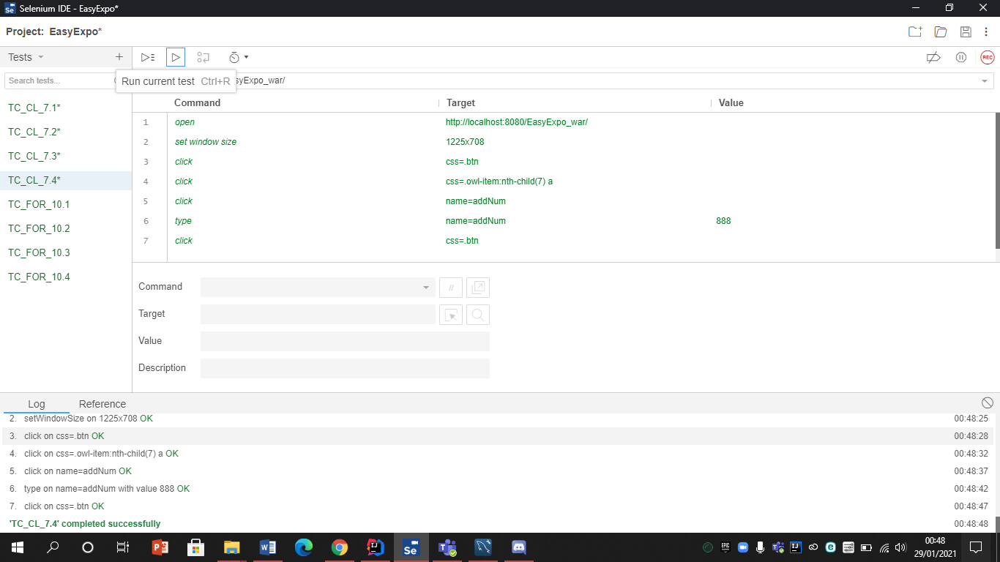 Selenium IDE - EasyExpo*
Project: EasyExpo*
Tests
Search tests...
Run current test Ctrl+R
syExpo_war/
REC
Command Target Value
TC_CL_7.1*
TC_CL_7.2*
TC_CL_7.3*
TC_CL_7.4*
TC_FOR_10.1
TC_FOR_10.2
TC_FOR_10.3
TC_FOR_10.4
1 open http://localhost:8080/EasyExpo_war/
2 set window size 1225x708
3 click css=.btn
4 click css=.owl-item:nth-child(7) a
5 click name=addNum
6 type name=addNum 888
7 click css=.btn
Command //
Target
Value
Description
Log Reference
2. setWindowSize on 1225x708 OK 00:48:25
3. click on css=.btn OK 00:48:28
4. click on css=.owl-item:nth-child(7) a OK 00:48:32
5. click on name=addNum OK 00:48:37
6. type on name=addNum with value 888 OK 00:48:42
7. click on css=.btn OK 00:48:47
'TC_CL_7.4' completed successfully 00:48:48
00:48
29/01/2021